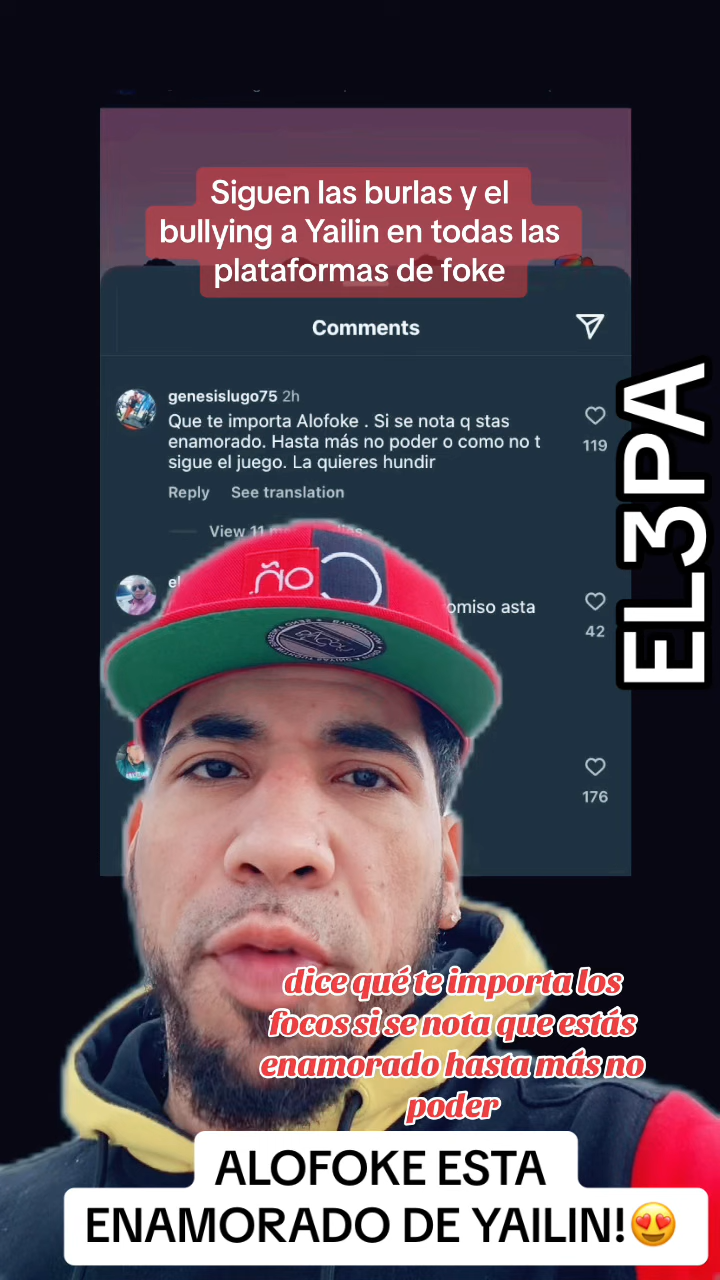 Siguen las burlas y el
bullying a Yailin en todas las
plataformas de foke
Comments
genesislugo75 2h
Que te importa Alofoke . Si se nota q stas
enamorado. Hasta más no poder o como no t
sigue el juego. La quieres hundir
119
Reply See translation
View 11
omiso asta
42
176
EL3PA
ño
dice qué te importa los
focos si se nota que estás
enamorado hasta más no
poder
ALOFOKE ESTA
ENAMORADO DE YAILIN!😍